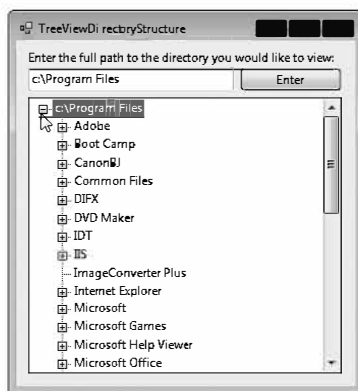 TreeViewDirectoryStructure
Enter the full path to the directory you would like to view:
c:\Program Files
Enter
c:\Program Files
Adobe
Boot Camp
CanonBJ
Common Files
DIFX
DVD Maker
IDT
IIS
ImageConverter Plus
Internet Explorer
Microsoft
Microsoft Games
Microsoft Help Viewer
Microsoft Office